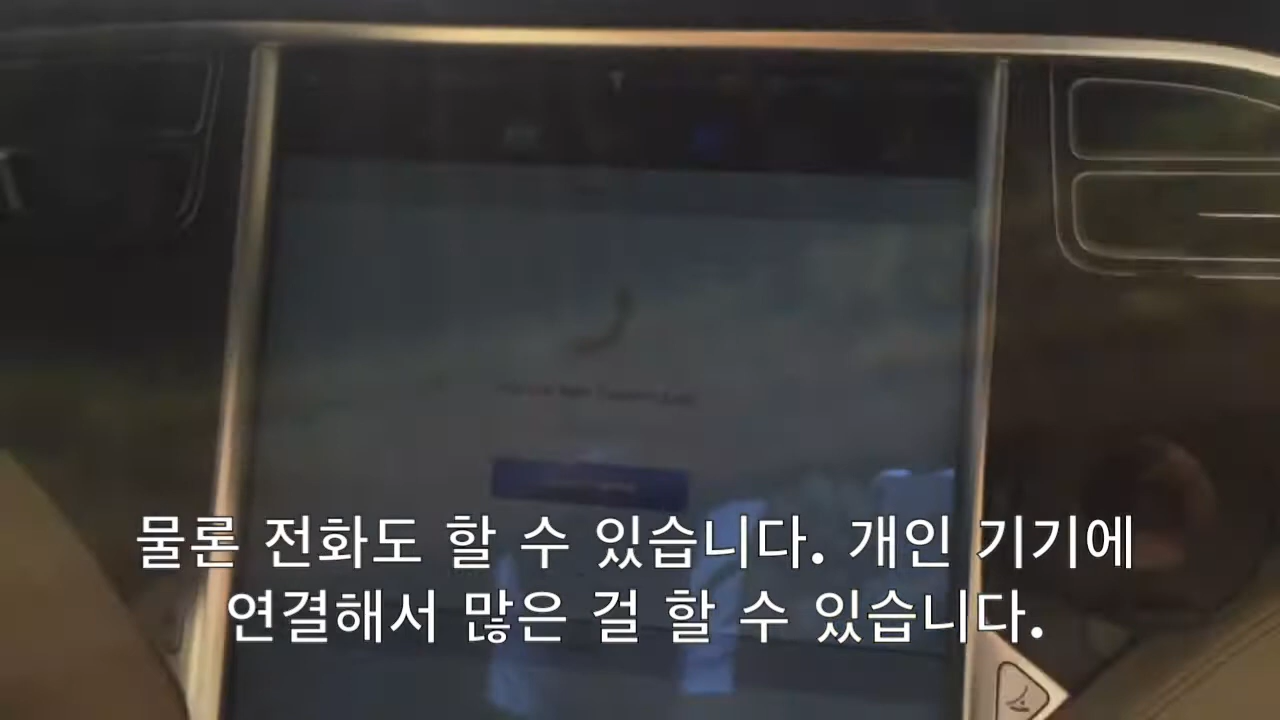 물론 전화도 할 수 있습니다. 개인 기기에
연결해서 많은 걸 할 수 있습니다.